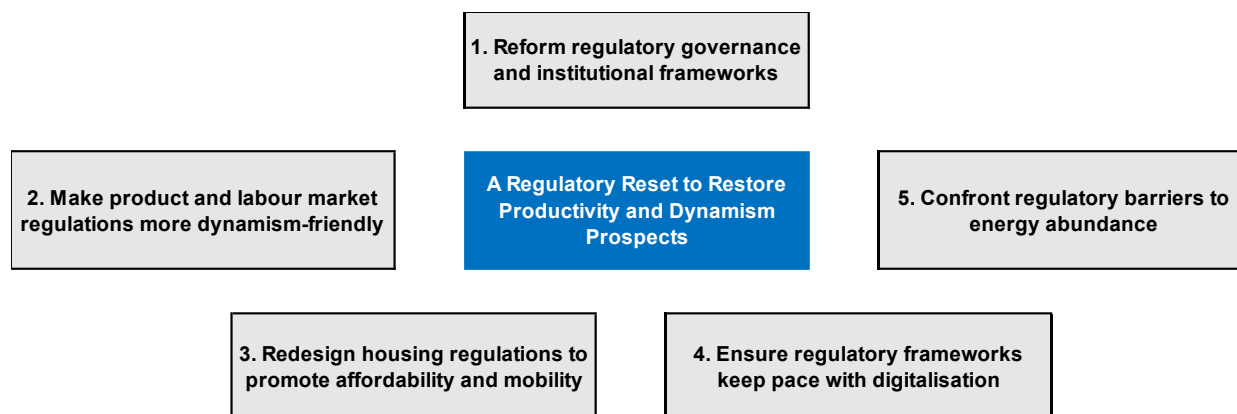 1. Reform regulatory governance
and institutional frameworks
2. Make product and labour market
regulations more dynamism-friendly
A Regulatory Reset to Restore
Productivity and Dynamism
Prospects
5. Confront regulatory barriers to
energy abundance
3. Redesign housing regulations to
promote affordability and mobility
4. Ensure regulatory frameworks
keep pace with digitalisation